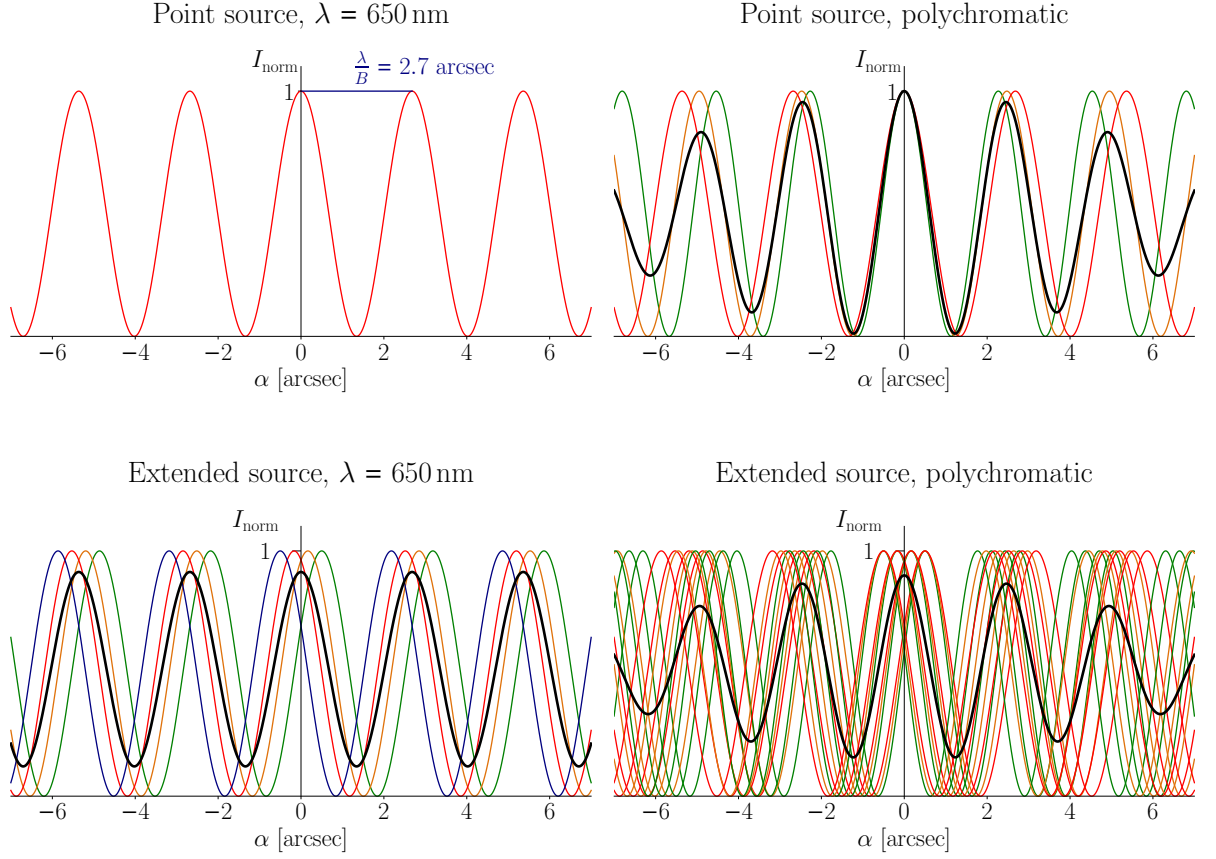 Point source, λ = 650 nm
I_norm
λ/B = 2.7 arcsec
1
−6 −4 −2 0 2 4 6
α [arcsec]
Point source, polychromatic
I_norm
1
−6 −4 −2 0 2 4 6
α [arcsec]
Extended source, λ = 650 nm
I_norm
1
−6 −4 −2 0 2 4 6
α [arcsec]
Extended source, polychromatic
I_norm
1
−6 −4 −2 0 2 4 6
α [arcsec]